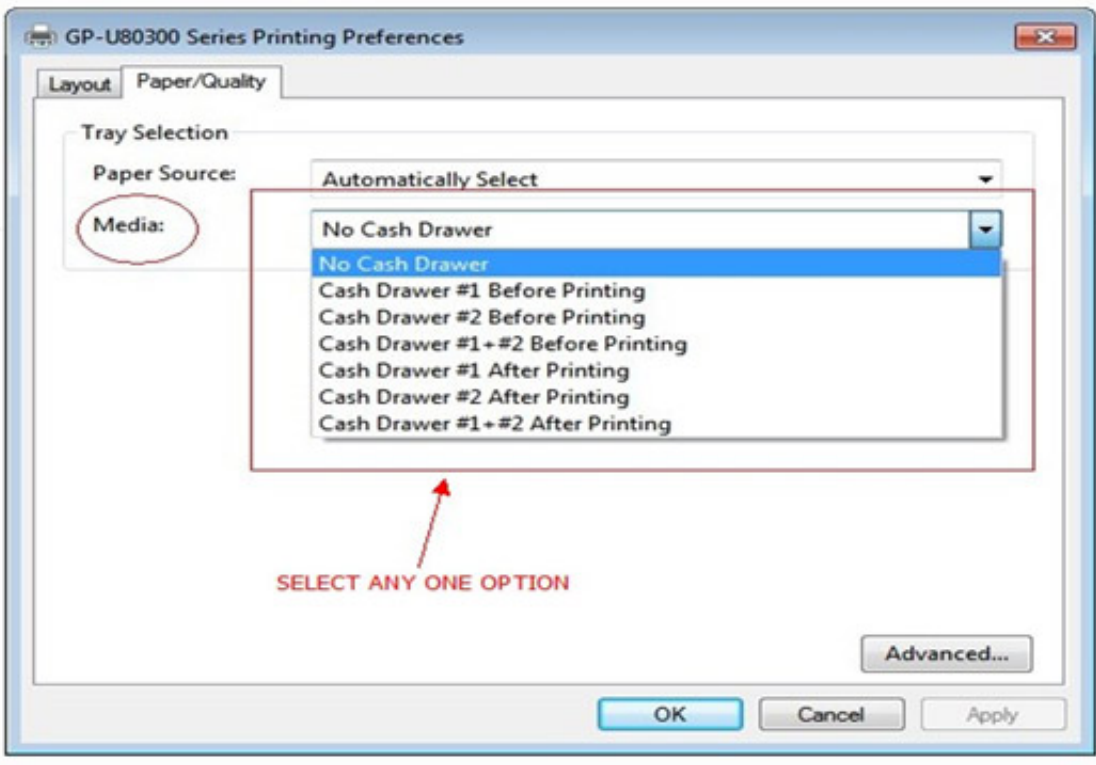 GP-U80300 Series Printing Preferences
Layout
Paper/Quality
Tray Selection
Paper Source:
Automatically Select
Media:
No Cash Drawer
No Cash Drawer
Cash Drawer #1 Before Printing
Cash Drawer #2 Before Printing
Cash Drawer #1+#2 Before Printing
Cash Drawer #1 After Printing
Cash Drawer #2 After Printing
Cash Drawer #1+#2 After Printing
SELECT ANY ONE OPTION
Advanced...
OK
Cancel
Apply